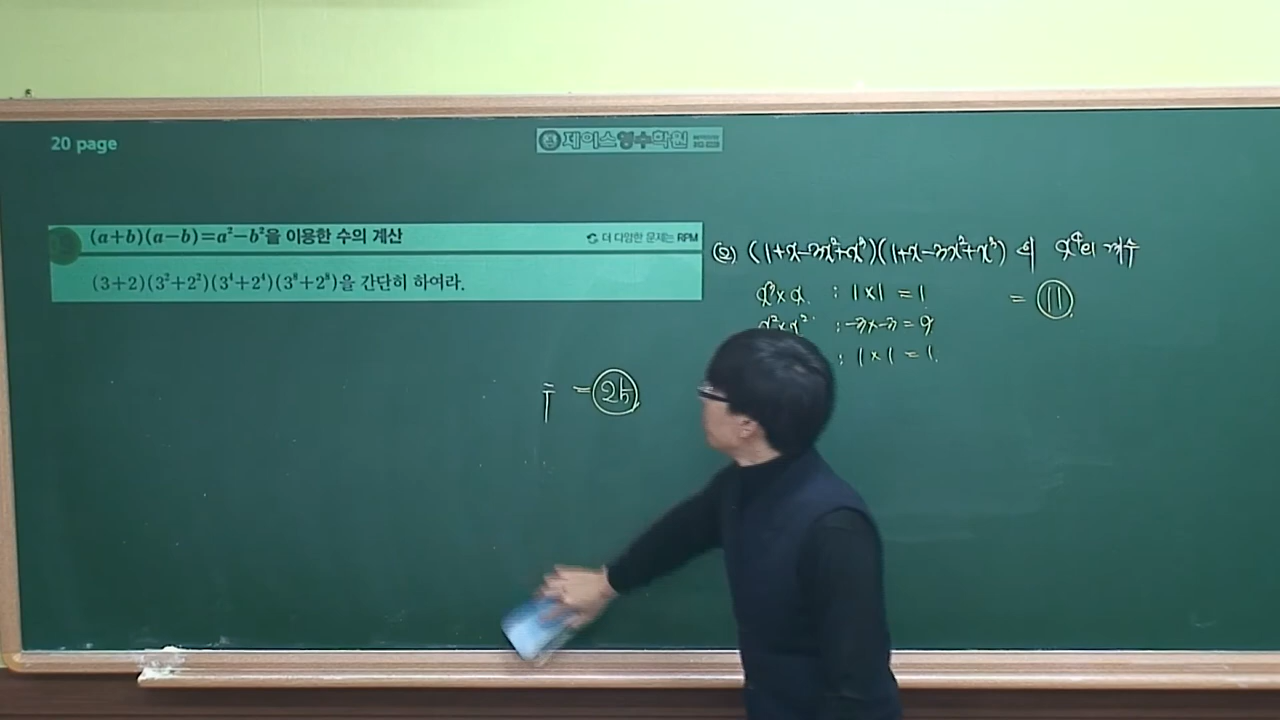 20 page
제이스영수학원
(a+b)(a−b)=a²−b²을 이용한 수의 계산
더 다양한 문제는 RPM
(3+2)(3²+2²)(3⁴+2⁴)(3⁸+2⁸)을 간단히 하여라.
(2) (1+x−3x²+x³)(1+x−3x²+x³) 의 x⁴의 계수
x³×x : 1×1 = 1
= 11
x²×x² : −3×−3 = 9
: 1×1 = 1
= 25